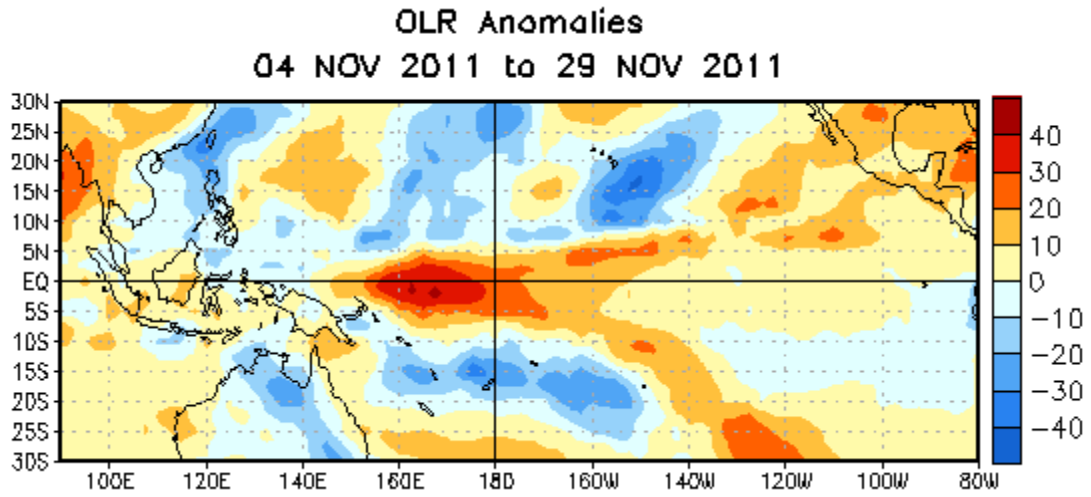 OLR Anomalies
04 NOV 2011 to 29 NOV 2011
30N
25N
20N
15N
10N
5N
EQ
5S
10S
15S
20S
25S
30S
100E 120E 140E 160E 180 160W 140W 120W 100W 80W
40
30
20
10
0
-10
-20
-30
-40